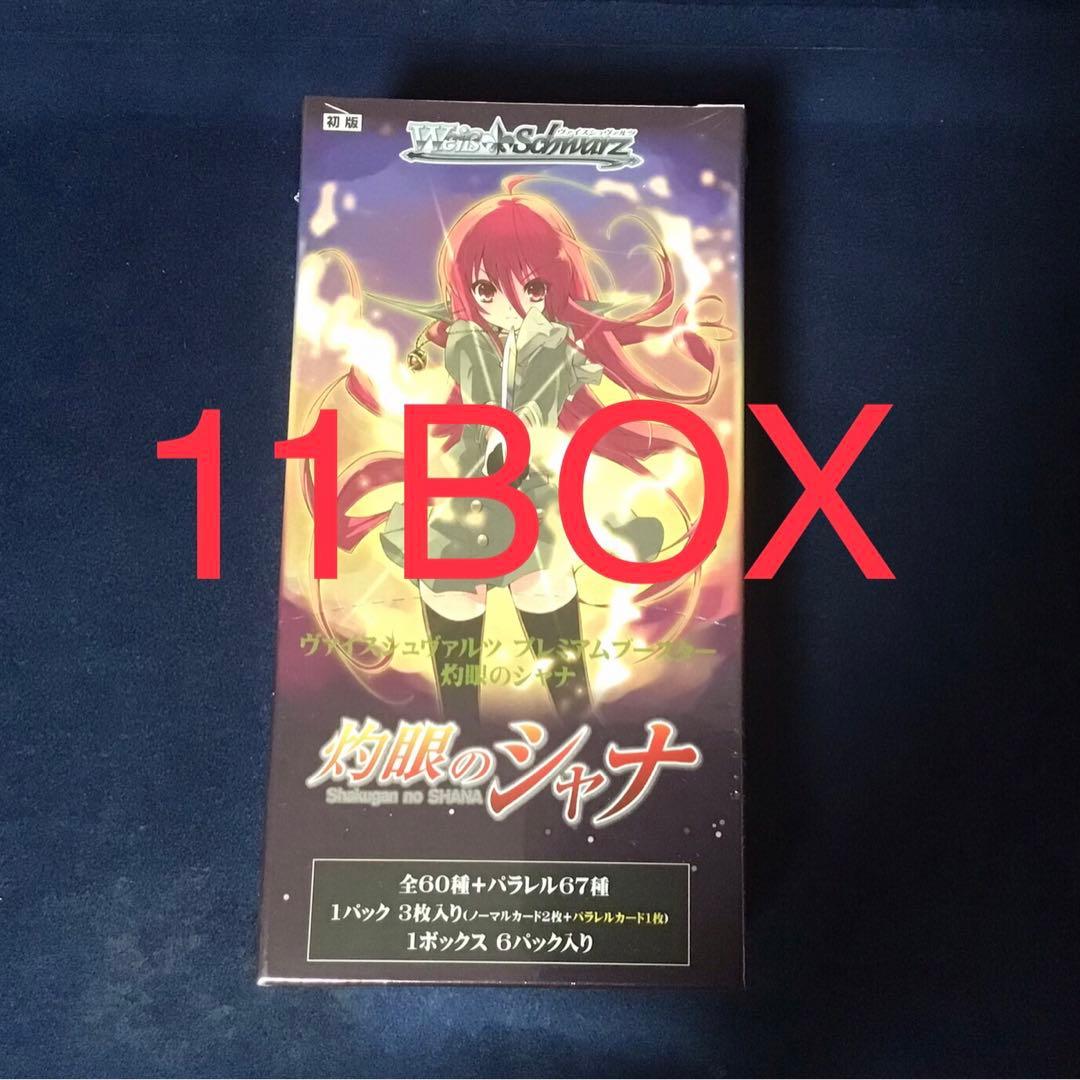 初版
ヴァイスシュヴァルツ
Weiß Schwarz
11BOX
ヴァイスシュヴァルツ プレミアムブースター
灼眼のシャナ
灼眼のシャナ
Shakugan no SHANA
全60種+パラレル67種
1パック 3枚入り(ノーマルカード2枚+パラレルカード1枚)
1ボックス 6パック入り